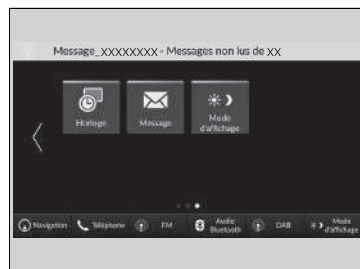 Message_XXXXXXXX - Messages non lus de XX
Horloge
Message
Mode
d'affichage
Navigation
Téléphone
FM
Audio
Bluetooth
DAB
Mode
d'affichage